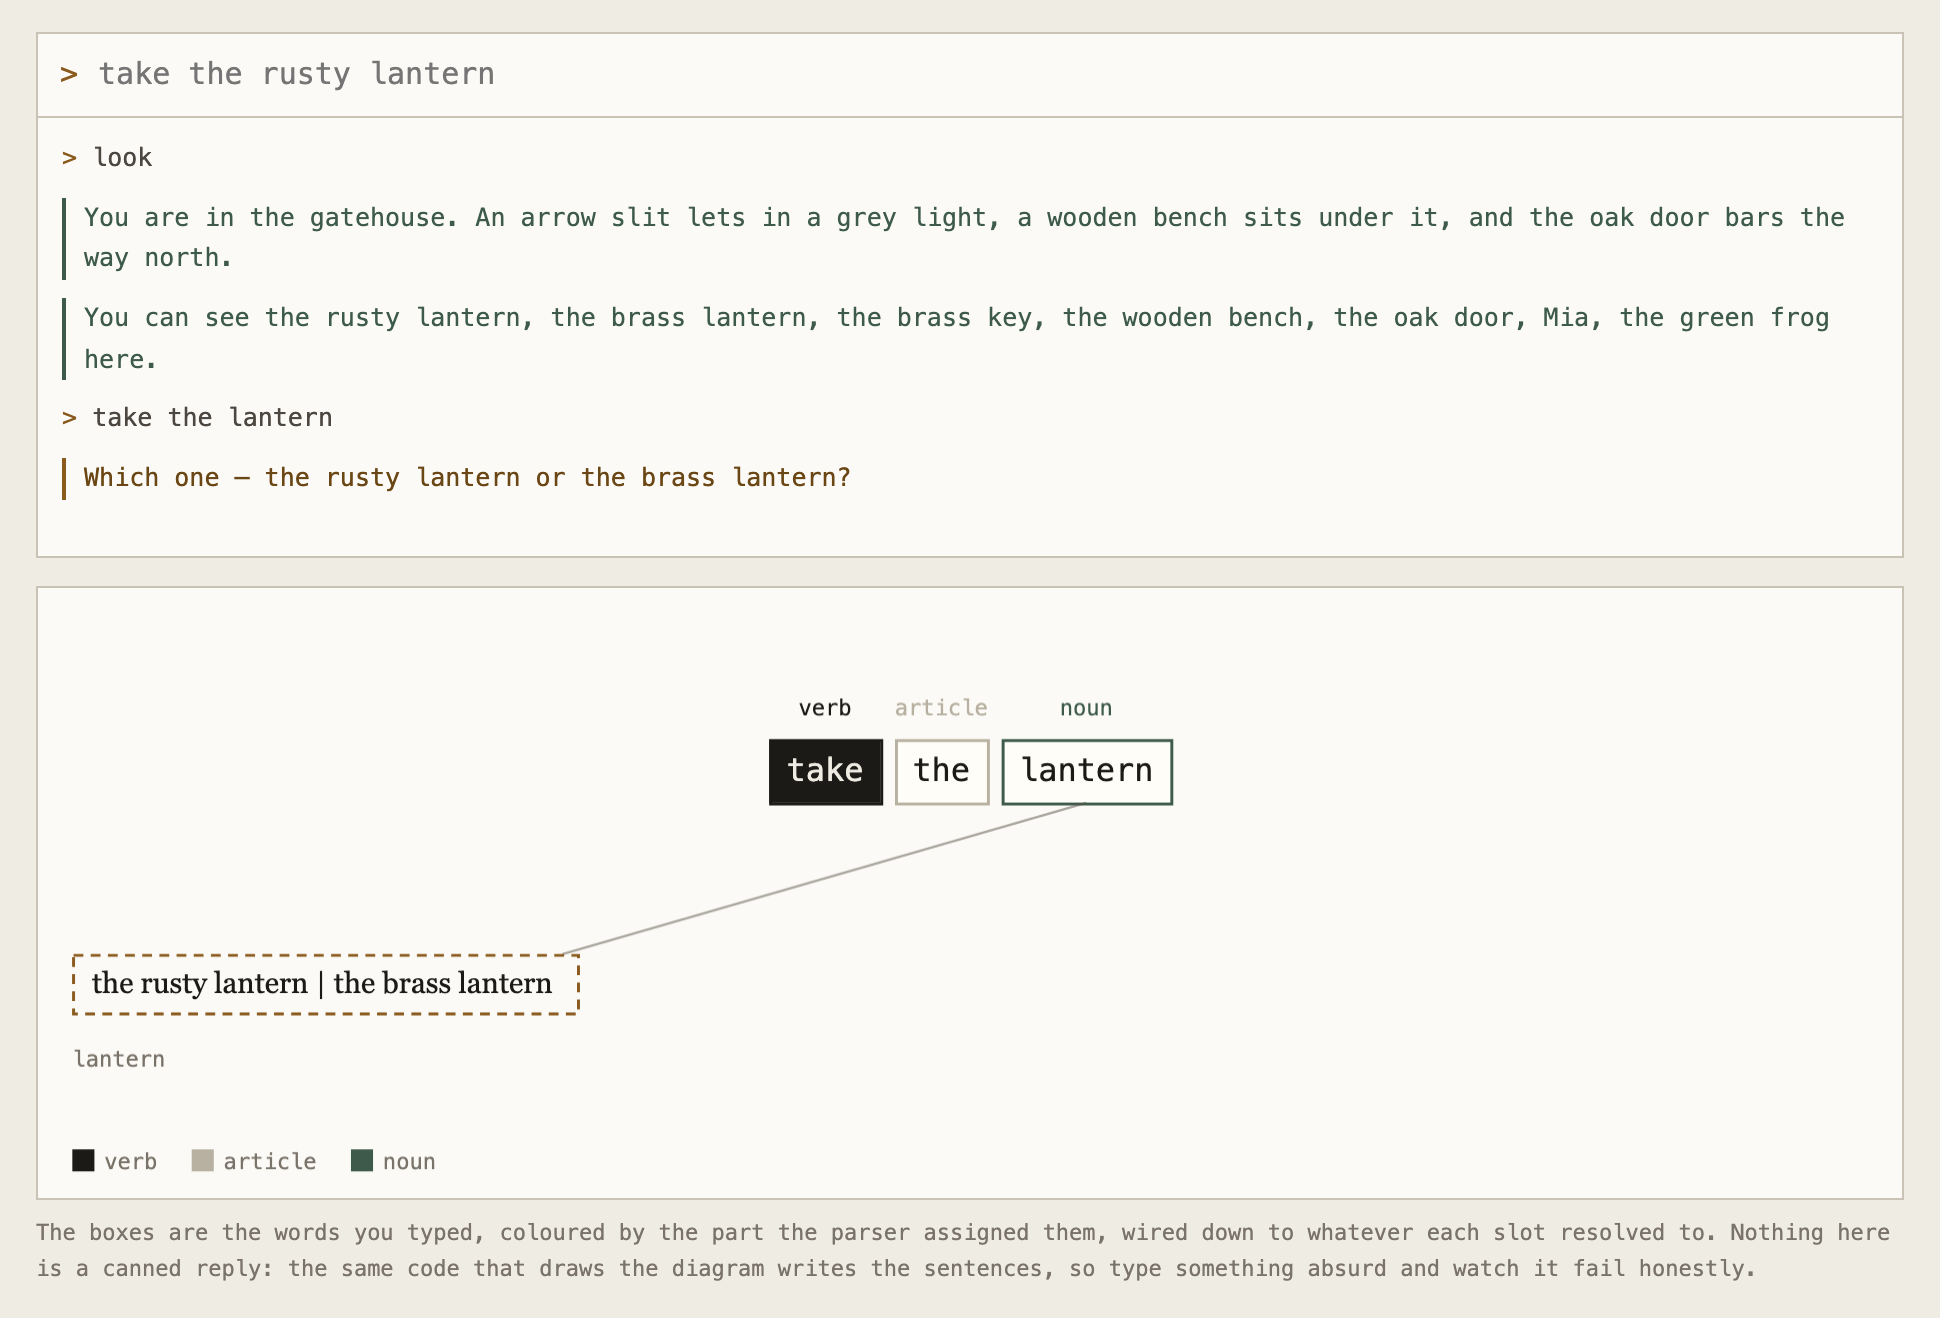 > take the rusty lantern
> look
You are in the gatehouse. An arrow slit lets in a grey light, a wooden bench sits under it, and the oak door bars the
way north.
You can see the rusty lantern, the brass lantern, the brass key, the wooden bench, the oak door, Mia, the green frog
here.
> take the lantern
Which one — the rusty lantern or the brass lantern?
verb article noun
take the lantern
the rusty lantern | the brass lantern
lantern
verb article noun
The boxes are the words you typed, coloured by the part the parser assigned them, wired down to whatever each slot resolved to. Nothing here
is a canned reply: the same code that draws the diagram writes the sentences, so type something absurd and watch it fail honestly.